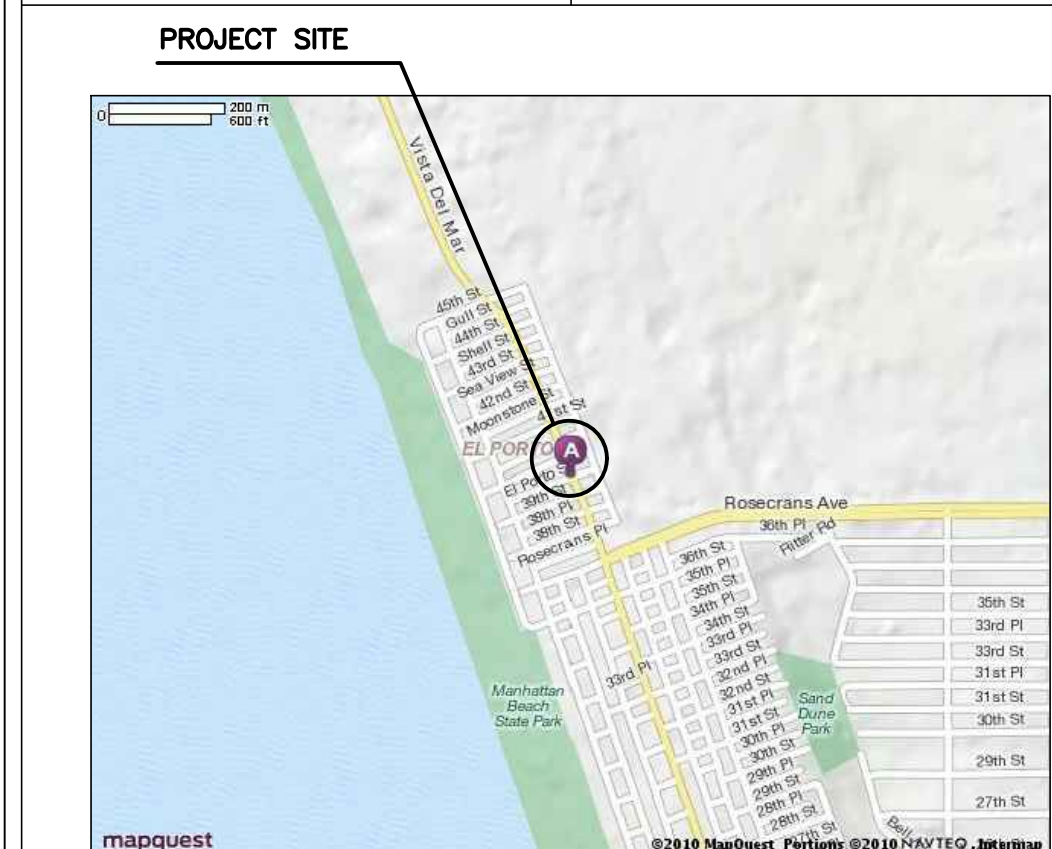 PROJECT SITE
0
200 m
600 ft
Vista Del Mar
45th St
Gull St
44th St
Shell St
43rd St
Sea View St
42nd St
Moonstone St
41st St
EL PORTO
A
El Porto St
39th St
38th Pl
38th St
Rosecrans Pl
Rosecrans Ave
36th Pl
Ritter Rd
36th St
35th Pl
35th St
34th Pl
34th St
33rd Pl
33rd St
32nd Pl
32nd St
31st Pl
31st St
30th Pl
30th St
29th Pl
29th St
28th Pl
28th St
27th St
33rd Pl
35th St
33rd Pl
33rd St
31st Pl
31st St
30th St
29th St
27th St
Manhattan
Beach
State Park
Sand
Dune
Park
mapquest
©2010 MapQuest Portions ©2010 NAVTEQ, Intermap